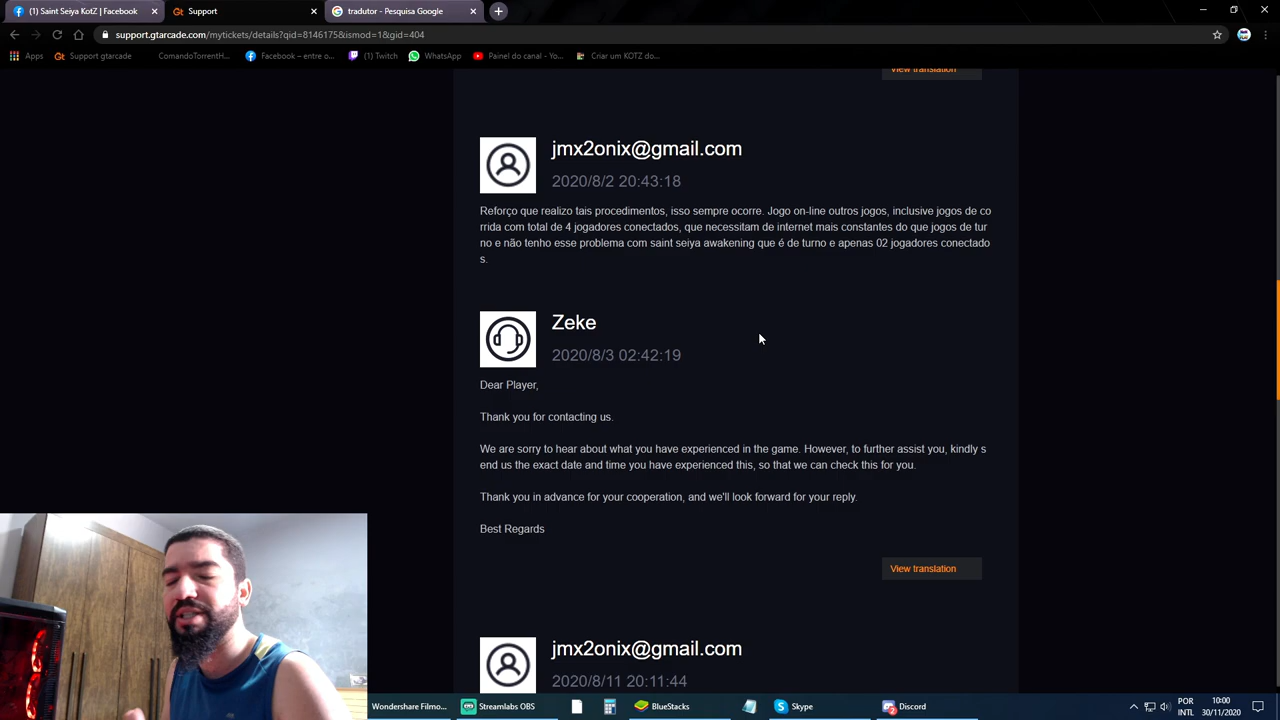 (1) Saint Seiya KotZ | Facebook
Support
tradutor - Pesquisa Google
support.gtarcade.com/mytickets/details?qid=8146175&ismod=1&gid=404
Apps
Support gtarcade
ComandoTorrentH...
Facebook – entre o...
(1) Twitch
WhatsApp
Painel do canal - Yo...
Criar um KOTZ do...
View translation
jmx2onix@gmail.com
2020/8/2 20:43:18
Reforço que realizo tais procedimentos, isso sempre ocorre. Jogo on-line outros jogos, inclusive jogos de co
rrida com total de 4 jogadores conectados, que necessitam de internet mais constantes do que jogos de tur
no e não tenho esse problema com saint seiya awakening que é de turno e apenas 02 jogadores conectado
s.
Zeke
2020/8/3 02:42:19
Dear Player,
Thank you for contacting us.
We are sorry to hear about what you have experienced in the game. However, to further assist you, kindly s
end us the exact date and time you have experienced this, so that we can check this for you.
Thank you in advance for your cooperation, and we'll look forward for your reply.
Best Regards
View translation
jmx2onix@gmail.com
2020/8/11 20:11:44
Wondershare Filmo...
Streamlabs OBS
BlueStacks
Skype
Discord
POR
INTL
10:00
30/11/2020